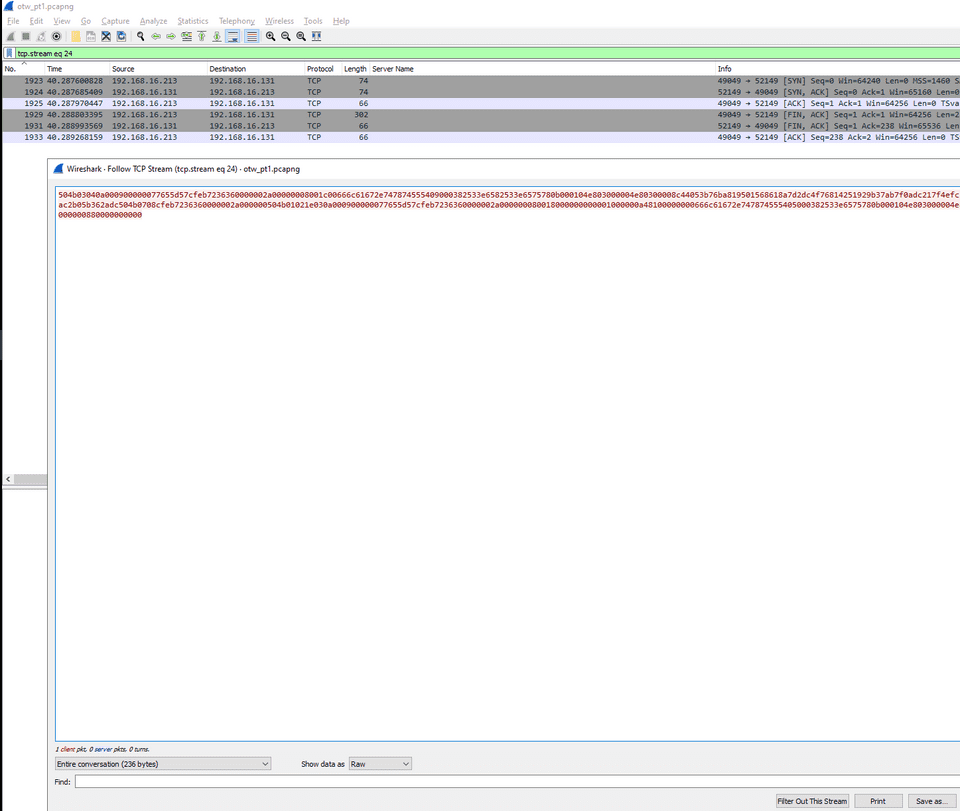 otw_pt1.pcapng
File Edit View Go Capture Analyze Statistics Telephony Wireless Tools Help
tcp.stream eq 24
No. Time Source Destination Protocol Length Server Name Info
1923 40.287600828 192.168.16.213 192.168.16.131 TCP 74 49049 → 52149 [SYN] Seq=0 Win=64240 Len=0 MSS=1460 S
1924 40.287685409 192.168.16.131 192.168.16.213 TCP 74 52149 → 49049 [SYN, ACK] Seq=0 Ack=1 Win=65160 Len=0
1925 40.287970447 192.168.16.213 192.168.16.131 TCP 66 49049 → 52149 [ACK] Seq=1 Ack=1 Win=64256 Len=0 TSva
1929 40.288803395 192.168.16.213 192.168.16.131 TCP 302 49049 → 52149 [FIN, ACK] Seq=1 Ack=1 Win=64256 Len=2
1931 40.288993569 192.168.16.131 192.168.16.213 TCP 66 52149 → 49049 [FIN, ACK] Seq=1 Ack=238 Win=65536 Len
1933 40.289268159 192.168.16.213 192.168.16.131 TCP 66 49049 → 52149 [ACK] Seq=238 Ack=2 Win=64256 Len=0 TS
Wireshark · Follow TCP Stream (tcp.stream eq 24) · otw_pt1.pcapng
504b03040a000900000077655d57cfeb7236360000002a00000008001c00666c61672e7478745554090003​82533e6582533e6575780b000104e803000004e80300008c44053b76ba819501568618a7d2dc4f76814251929b37ab7f0adc217f4efc
ac2b05b362adc504b0708cfeb7236360000002a000000504b01021e030a000900000077655d57cfeb7236360000002a000000080018000000000001000000a48100000000666c61672e747874555405000382533e6575780b000104e803000004e
000000880000000000
1 client pkt, 0 server pkts, 0 turns.
Entire conversation (236 bytes) Show data as Raw
Find:
Filter Out This Stream Print Save as…